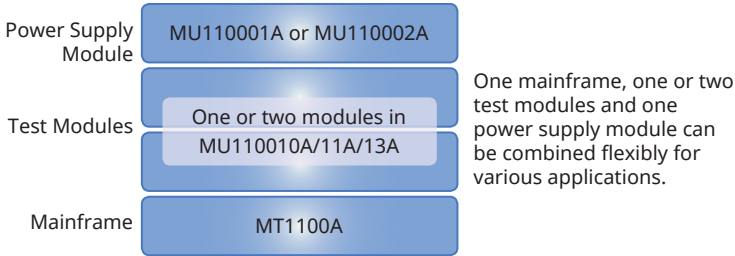 Power Supply
Module
MU110001A or MU110002A
Test Modules
One or two modules in
MU110010A/11A/13A
Mainframe
MT1100A
One mainframe, one or two
test modules and one
power supply module can
be combined flexibly for
various applications.